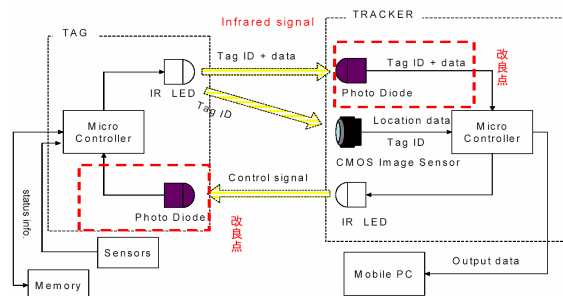 Infrared signal
TRACKER
TAG
Tag ID + data
Tag ID + data
改良点
IR LED
Photo Diode
Tag ID
Location data
Micro
Controller
Tag ID
Micro
Controller
CMOS Image Sensor
Control signal
Photo Diode
改良点
IR LED
status info.
Sensors
Memory
Mobile PC
Output data